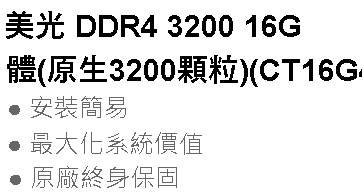 美光 DDR4 3200 16G
體(原生3200顆粒)(CT16G
● 安裝簡易
● 最大化系統價值
● 原廠終身保固